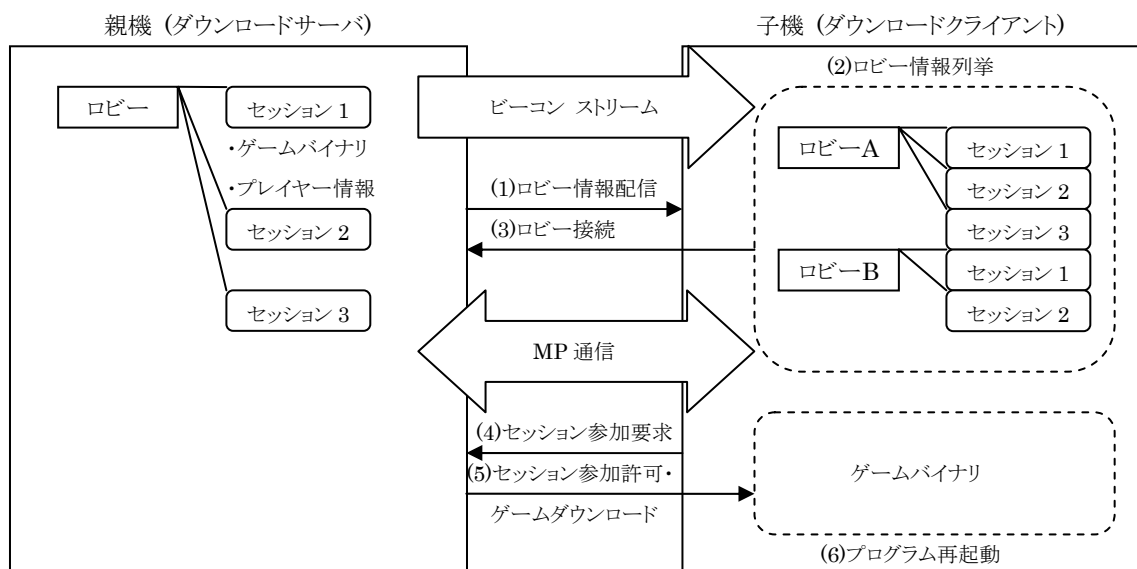 親機 (ダウンロードサーバ)
子機 (ダウンロードクライアント)
(2)ロビー情報列挙
ロビー
セッション 1
・ゲームバイナリ
・プレイヤー情報
セッション 2
セッション 3
ビーコン ストリーム
(1)ロビー情報配信
(3)ロビー接続
ロビーA
セッション 1
セッション 2
セッション 3
ロビーB
セッション 1
セッション 2
MP 通信
(4)セッション参加要求
(5)セッション参加許可・
ゲームダウンロード
ゲームバイナリ
(6)プログラム再起動